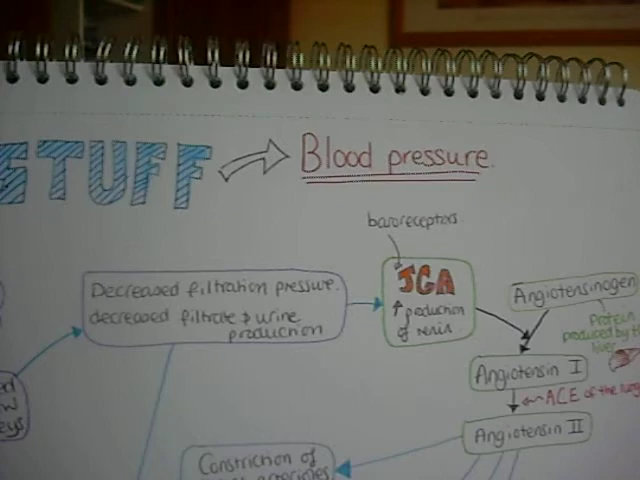 STUFF
Blood pressure.
baroreceptors
Decreased filtration pressure.
decreased filtrate & urine
production
JGA
↑ production
of renin
Angiotensinogen
Protein
produced by th
liver
Angiotensin I
ACE of the lung
Angiotensin II
Constriction of